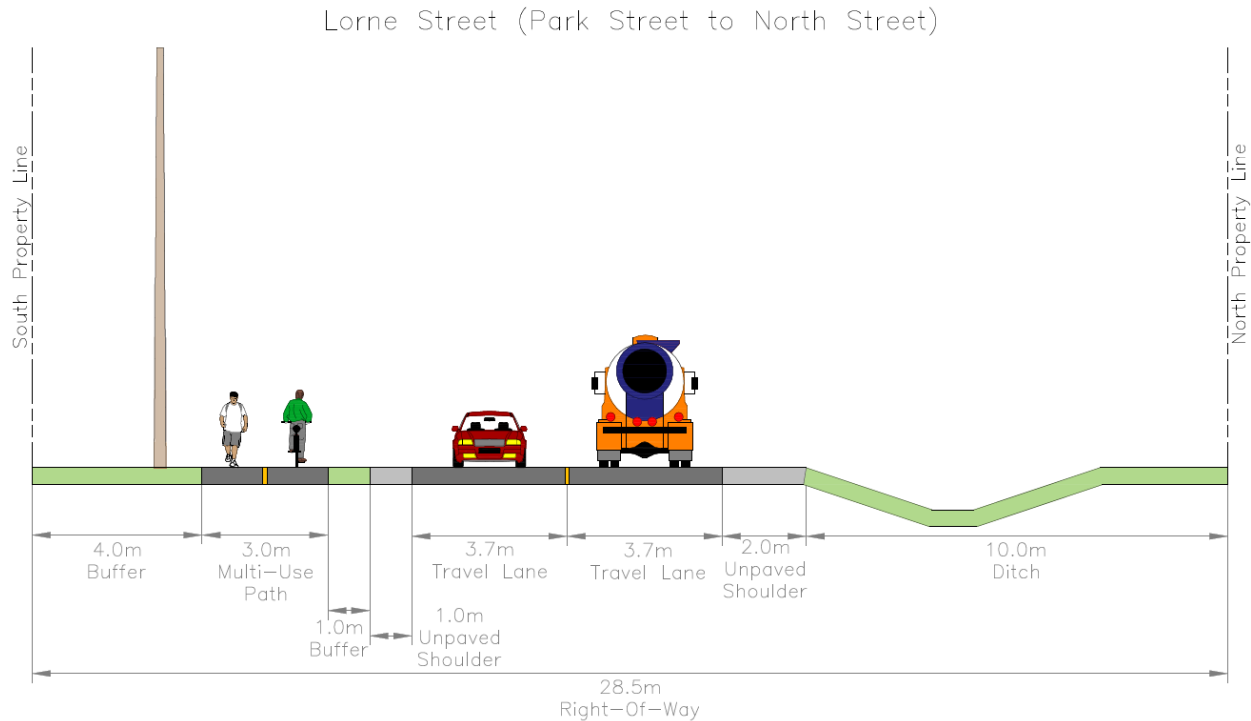 Lorne Street (Park Street to North Street)
South Property Line
North Property Line
4.0m
Buffer
3.0m
Multi-Use
Path
1.0m
Buffer
1.0m
Unpaved
Shoulder
3.7m
Travel Lane
3.7m
Travel Lane
2.0m
Unpaved
Shoulder
10.0m
Ditch
28.5m
Right-Of-Way